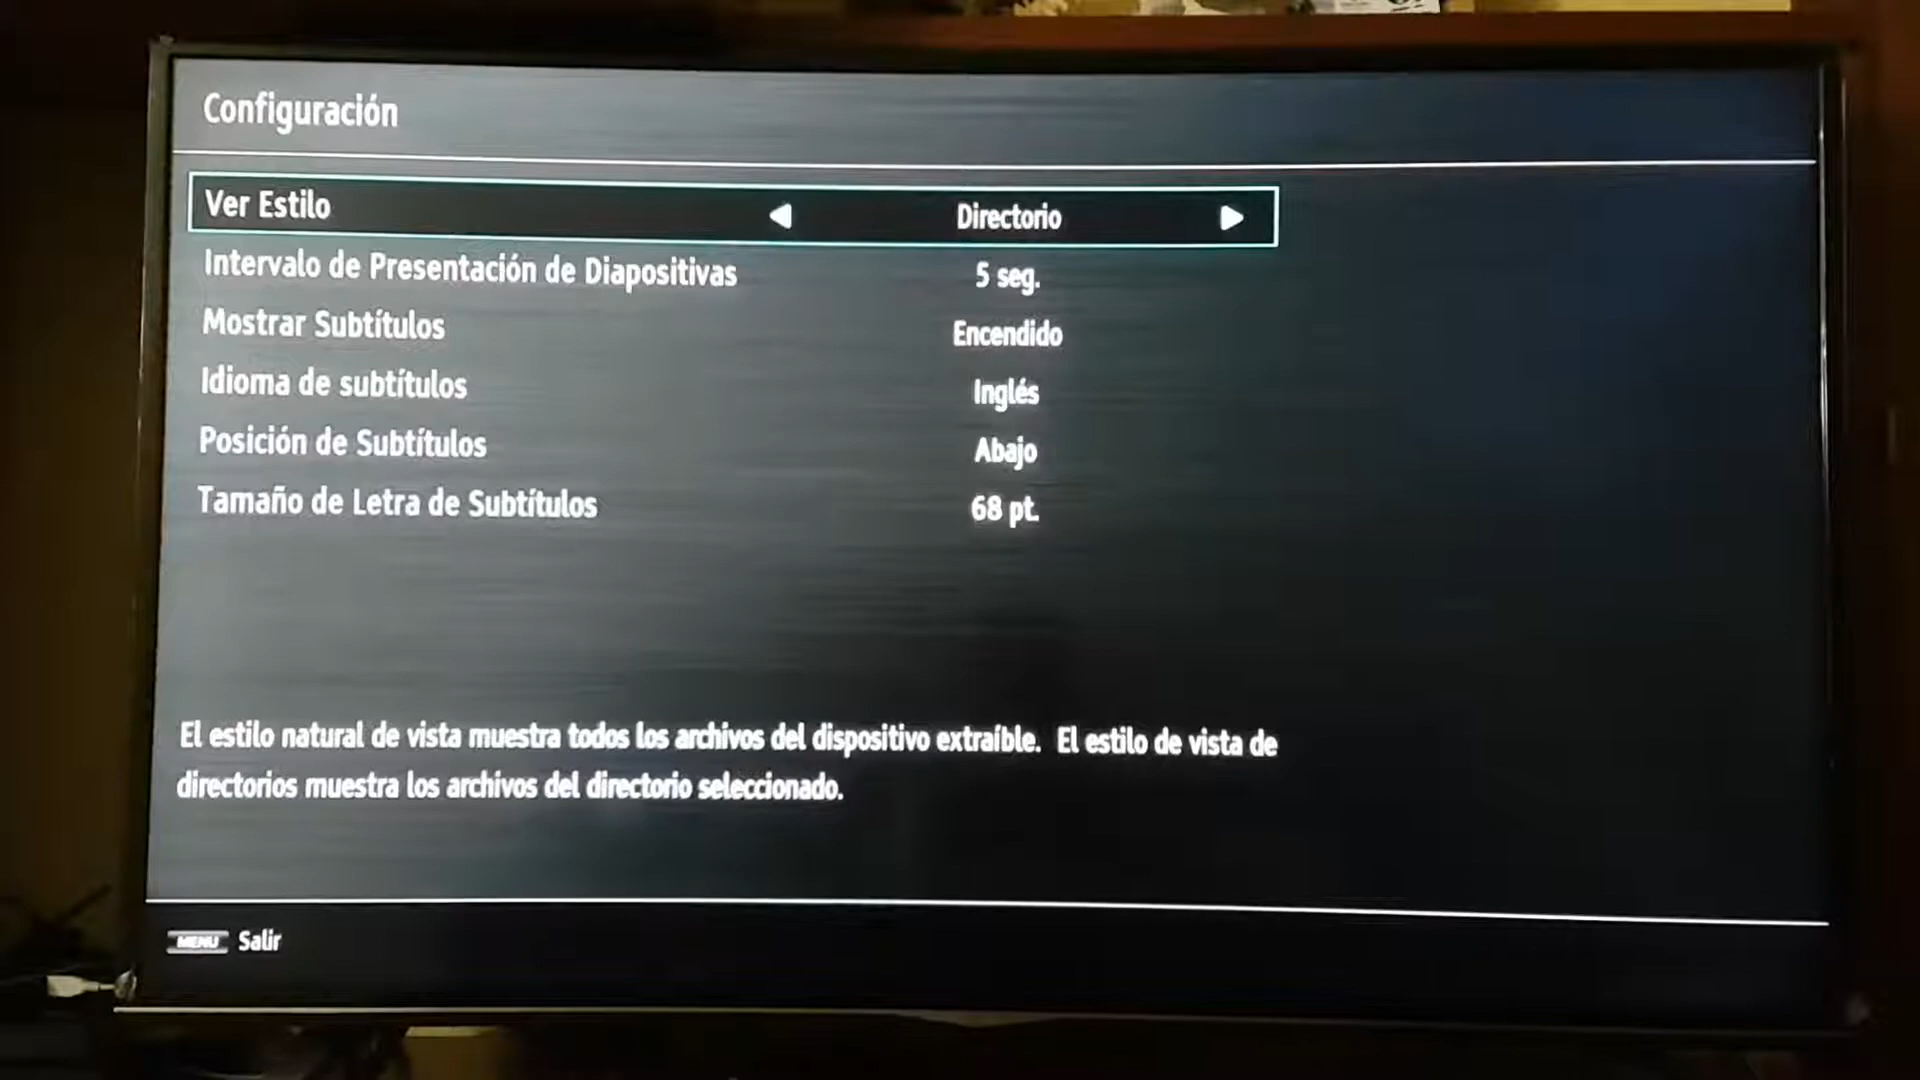 Configuración
Ver Estilo Directorio
Intervalo de Presentación de Diapositivas 5 seg.
Mostrar Subtítulos Encendido
Idioma de subtítulos Inglés
Posición de Subtítulos Abajo
Tamaño de Letra de Subtítulos 68 pt.
El estilo natural de vista muestra todos los archivos del dispositivo extraíble. El estilo de vista de
directorios muestra los archivos del directorio seleccionado.
MENU Salir